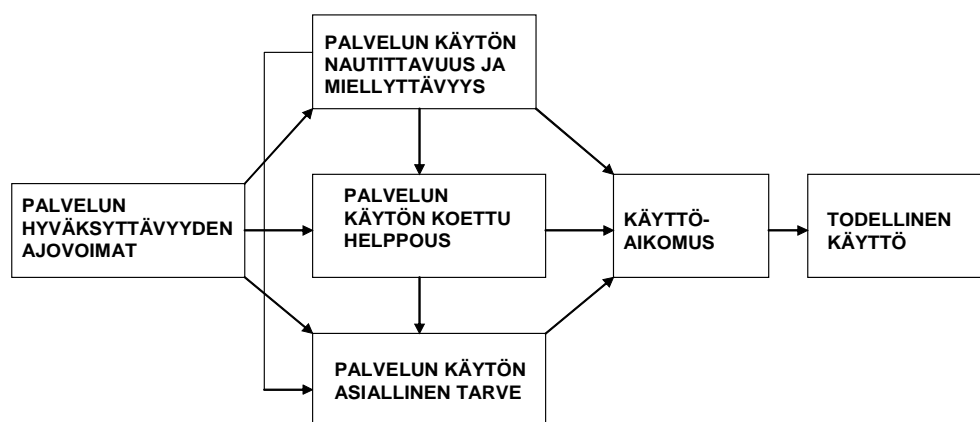 PALVELUN KÄYTÖN
NAUTITTAVUUS JA
MIELLYTTÄVYYS
PALVELUN
HYVÄKSYTTÄVYYDEN
AJOVOIMAT
PALVELUN
KÄYTÖN KOETTU
HELPPOUS
KÄYTTÖ-
AIKOMUS
TODELLINEN
KÄYTTÖ
PALVELUN KÄYTÖN
ASIALLINEN TARVE